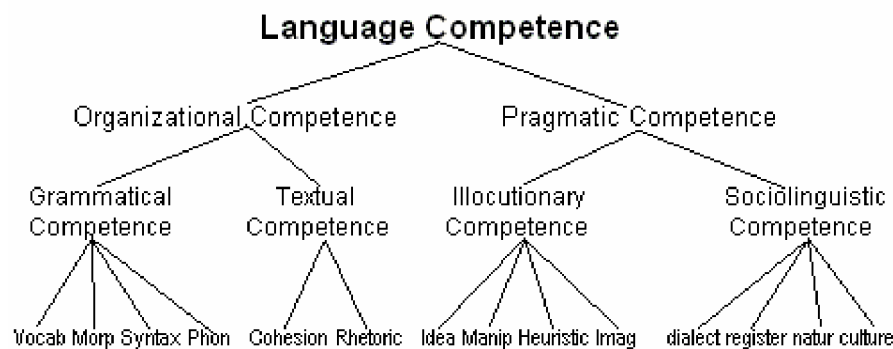 Language Competence
Organizational Competence Pragmatic Competence
Grammatical Textual Illocutionary Sociolinguistic
Competence Competence Competence Competence
Vocab Morp Syntax Phon Cohesion Rhetoric Idea Manip Heuristic Imag dialect register natur culture